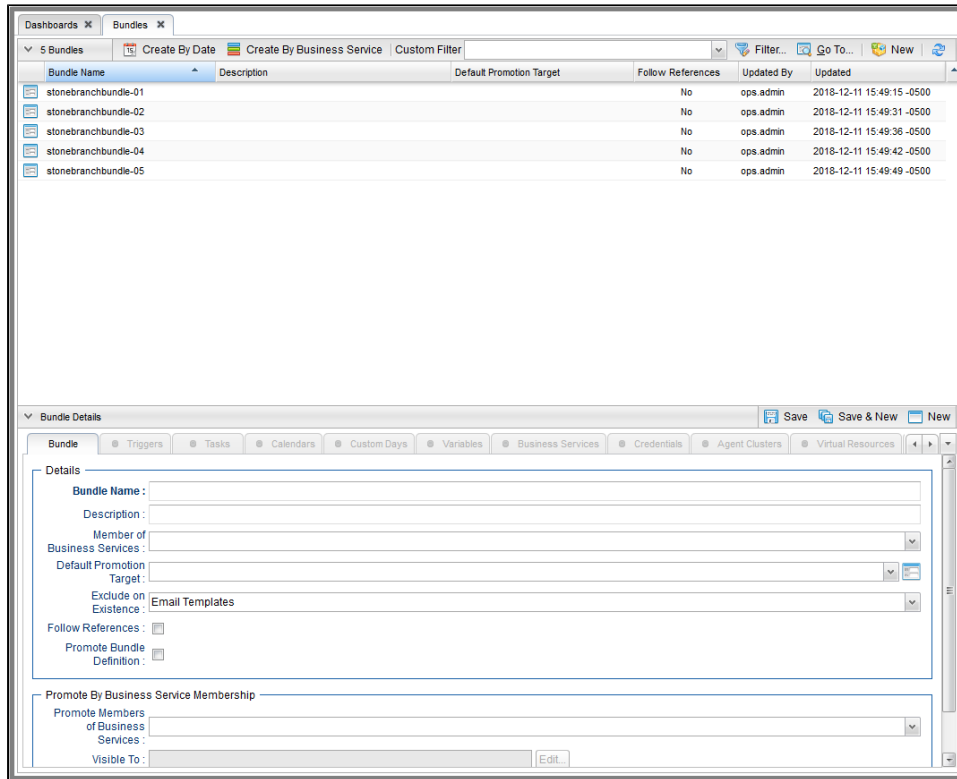 Dashboards Bundles
5 Bundles 15 Create By Date Create By Business Service Custom Filter Filter... Go To... New
Bundle Name Description Default Promotion Target Follow References Updated By Updated
stonebranchbundle-01 No ops.admin 2018-12-11 15:49:15 -0500
stonebranchbundle-02 No ops.admin 2018-12-11 15:49:31 -0500
stonebranchbundle-03 No ops.admin 2018-12-11 15:49:36 -0500
stonebranchbundle-04 No ops.admin 2018-12-11 15:49:42 -0500
stonebranchbundle-05 No ops.admin 2018-12-11 15:49:49 -0500
Bundle Details Save Save & New New
Bundle Triggers Tasks Calendars Custom Days Variables Business Services Credentials Agent Clusters Virtual Resources
Details
Bundle Name :
Description :
Member of
Business Services :
Default Promotion
Target :
Exclude on
Existence : Email Templates
Follow References :
Promote Bundle
Definition :
Promote By Business Service Membership
Promote Members
of Business
Services :
Visible To : Edit...